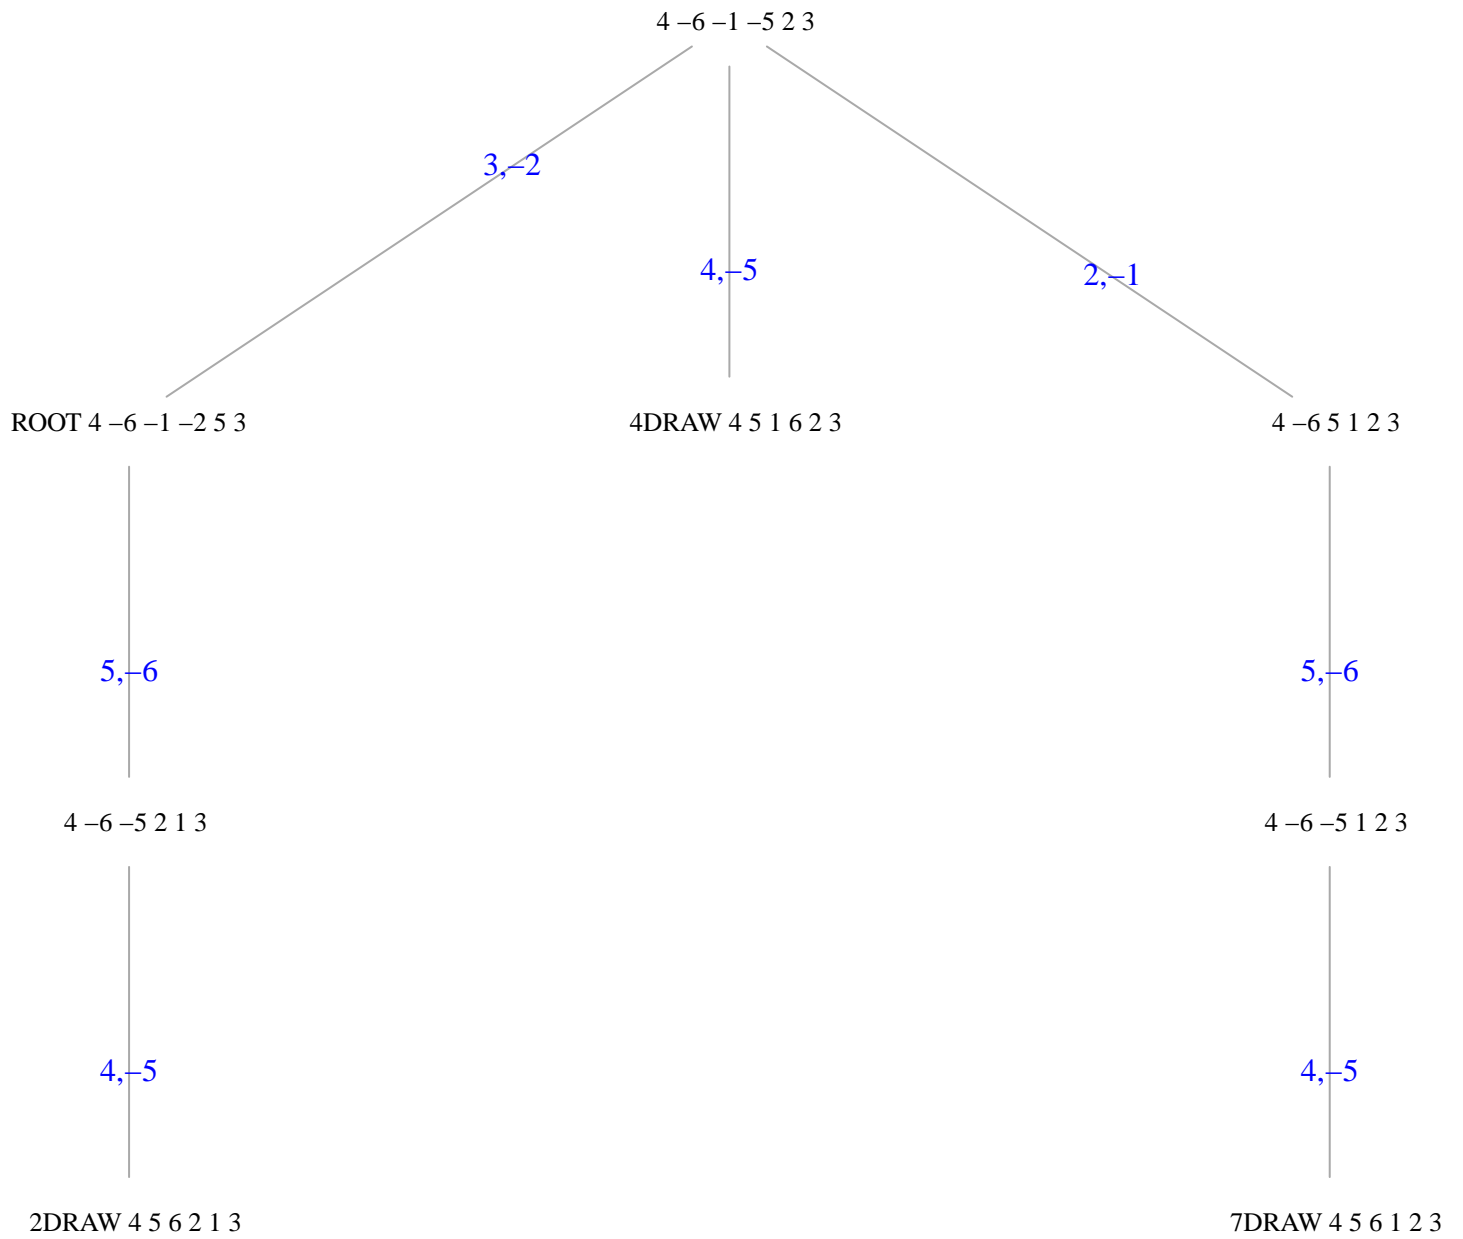 4 –6 –1 –5 2 3
3,–2
4,–5
2,–1
ROOT 4 –6 –1 –2 5 3
4DRAW 4 5 1 6 2 3
4 –6 5 1 2 3
5,–6
5,–6
4 –6 –5 2 1 3
4 –6 –5 1 2 3
4,–5
4,–5
2DRAW 4 5 6 2 1 3
7DRAW 4 5 6 1 2 3